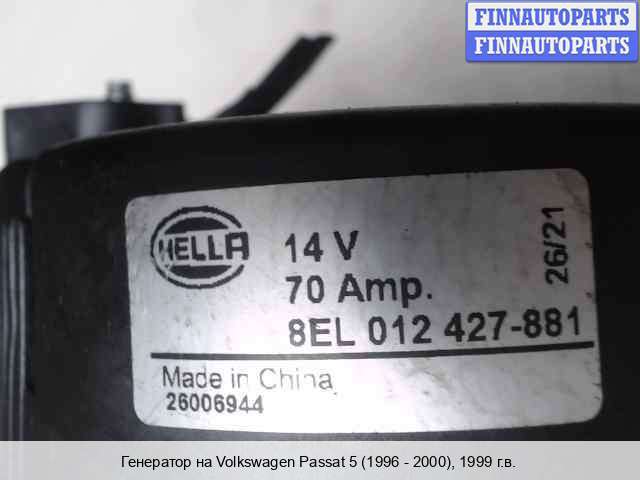 FINNAUTOPARTS
FINNAUTOPARTS
HELLA
14 V
70 Amp.
8EL 012 427-881
26/21
Made in China
26006944
Генератор на Volkswagen Passat 5 (1996 - 2000), 1999 г.в.